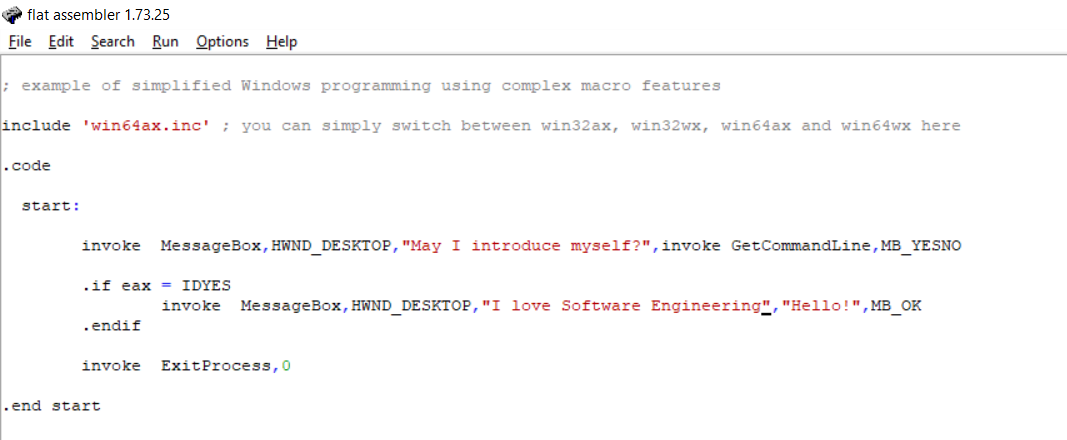 flat assembler 1.73.25
File Edit Search Run Options Help
; example of simplified Windows programming using complex macro features
include 'win64ax.inc' ; you can simply switch between win32ax, win32wx, win64ax and win64wx here
.code
start:
invoke MessageBox,HWND_DESKTOP,"May I introduce myself?",invoke GetCommandLine,MB_YESNO
.if eax = IDYES
invoke MessageBox,HWND_DESKTOP,"I love Software Engineering","Hello!",MB_OK
.endif
invoke ExitProcess,0
.end start